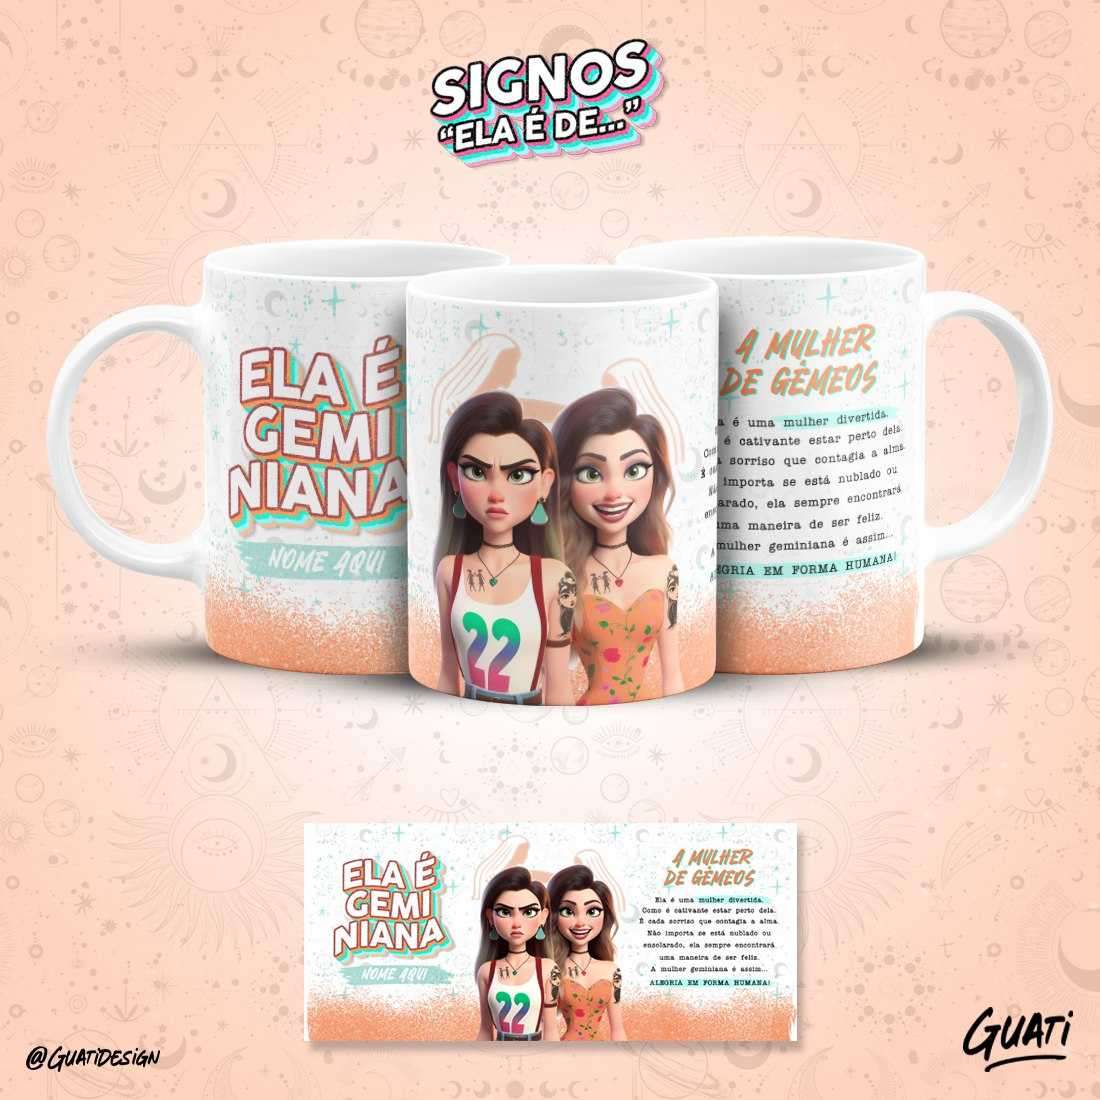 SIGNOS
"ELA É DE..."
ELA É
GEMI
NIANA
NOME AQUI
22
A MULHER
DE GÊMEOS
é uma mulher divertida.
é cativante estar perto dela.
sorriso que contagia a alma.
importa se está nublado ou
ela sempre encontrará
maneira de ser feliz.
mulher geminiana é assim...
EM FORMA HUMANA!
ELA É
GEMI
NIANA
NOME AQUI
22
A MULHER
DE GÊMEOS
Ela é uma mulher divertida.
Como é cativante estar perto dela.
É cada sorriso que contagia a alma.
Não importa se está nublado ou
ensolarado, ela sempre encontrará
uma maneira de ser feliz.
A mulher geminiana é assim...
ALEGRIA EM FORMA HUMANA!
@GUATIDESIGN
GUATI